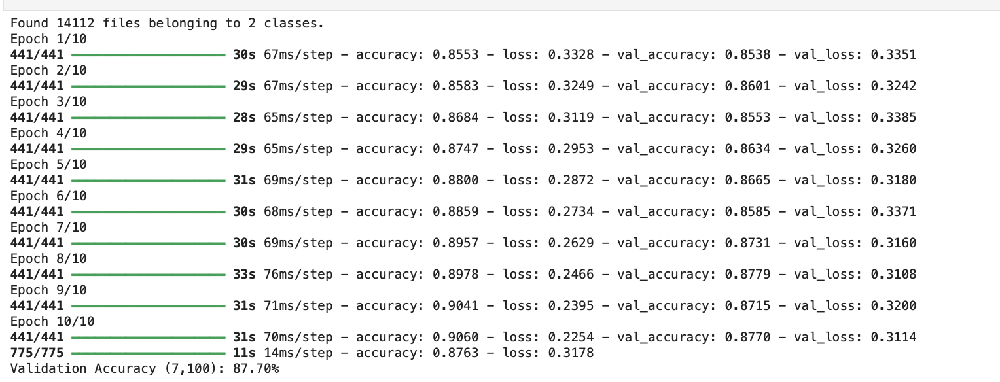 Found 14112 files belonging to 2 classes.
Epoch 1/10
441/441 ━━━━━━━━━━━━━━━━━━━━ 30s 67ms/step - accuracy: 0.8553 - loss: 0.3328 - val_accuracy: 0.8538 - val_loss: 0.3351
Epoch 2/10
441/441 ━━━━━━━━━━━━━━━━━━━━ 29s 67ms/step - accuracy: 0.8583 - loss: 0.3249 - val_accuracy: 0.8601 - val_loss: 0.3242
Epoch 3/10
441/441 ━━━━━━━━━━━━━━━━━━━━ 28s 65ms/step - accuracy: 0.8684 - loss: 0.3119 - val_accuracy: 0.8553 - val_loss: 0.3385
Epoch 4/10
441/441 ━━━━━━━━━━━━━━━━━━━━ 29s 65ms/step - accuracy: 0.8747 - loss: 0.2953 - val_accuracy: 0.8634 - val_loss: 0.3260
Epoch 5/10
441/441 ━━━━━━━━━━━━━━━━━━━━ 31s 69ms/step - accuracy: 0.8800 - loss: 0.2872 - val_accuracy: 0.8665 - val_loss: 0.3180
Epoch 6/10
441/441 ━━━━━━━━━━━━━━━━━━━━ 30s 68ms/step - accuracy: 0.8859 - loss: 0.2734 - val_accuracy: 0.8585 - val_loss: 0.3371
Epoch 7/10
441/441 ━━━━━━━━━━━━━━━━━━━━ 30s 69ms/step - accuracy: 0.8957 - loss: 0.2629 - val_accuracy: 0.8731 - val_loss: 0.3160
Epoch 8/10
441/441 ━━━━━━━━━━━━━━━━━━━━ 33s 76ms/step - accuracy: 0.8978 - loss: 0.2466 - val_accuracy: 0.8779 - val_loss: 0.3108
Epoch 9/10
441/441 ━━━━━━━━━━━━━━━━━━━━ 31s 71ms/step - accuracy: 0.9041 - loss: 0.2395 - val_accuracy: 0.8715 - val_loss: 0.3200
Epoch 10/10
441/441 ━━━━━━━━━━━━━━━━━━━━ 31s 70ms/step - accuracy: 0.9060 - loss: 0.2254 - val_accuracy: 0.8770 - val_loss: 0.3114
775/775 ━━━━━━━━━━━━━━━━━━━━ 11s 14ms/step - accuracy: 0.8763 - loss: 0.3178
Validation Accuracy (7,100): 87.70%